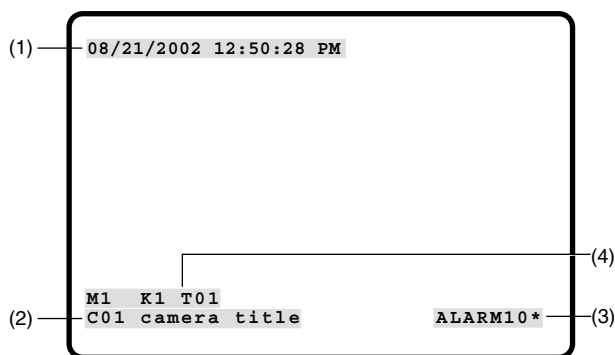 (1) 08/21/2002 12:50:28 PM
(4)
M1 K1 T01
(2) C01 camera title ALARM10* (3)